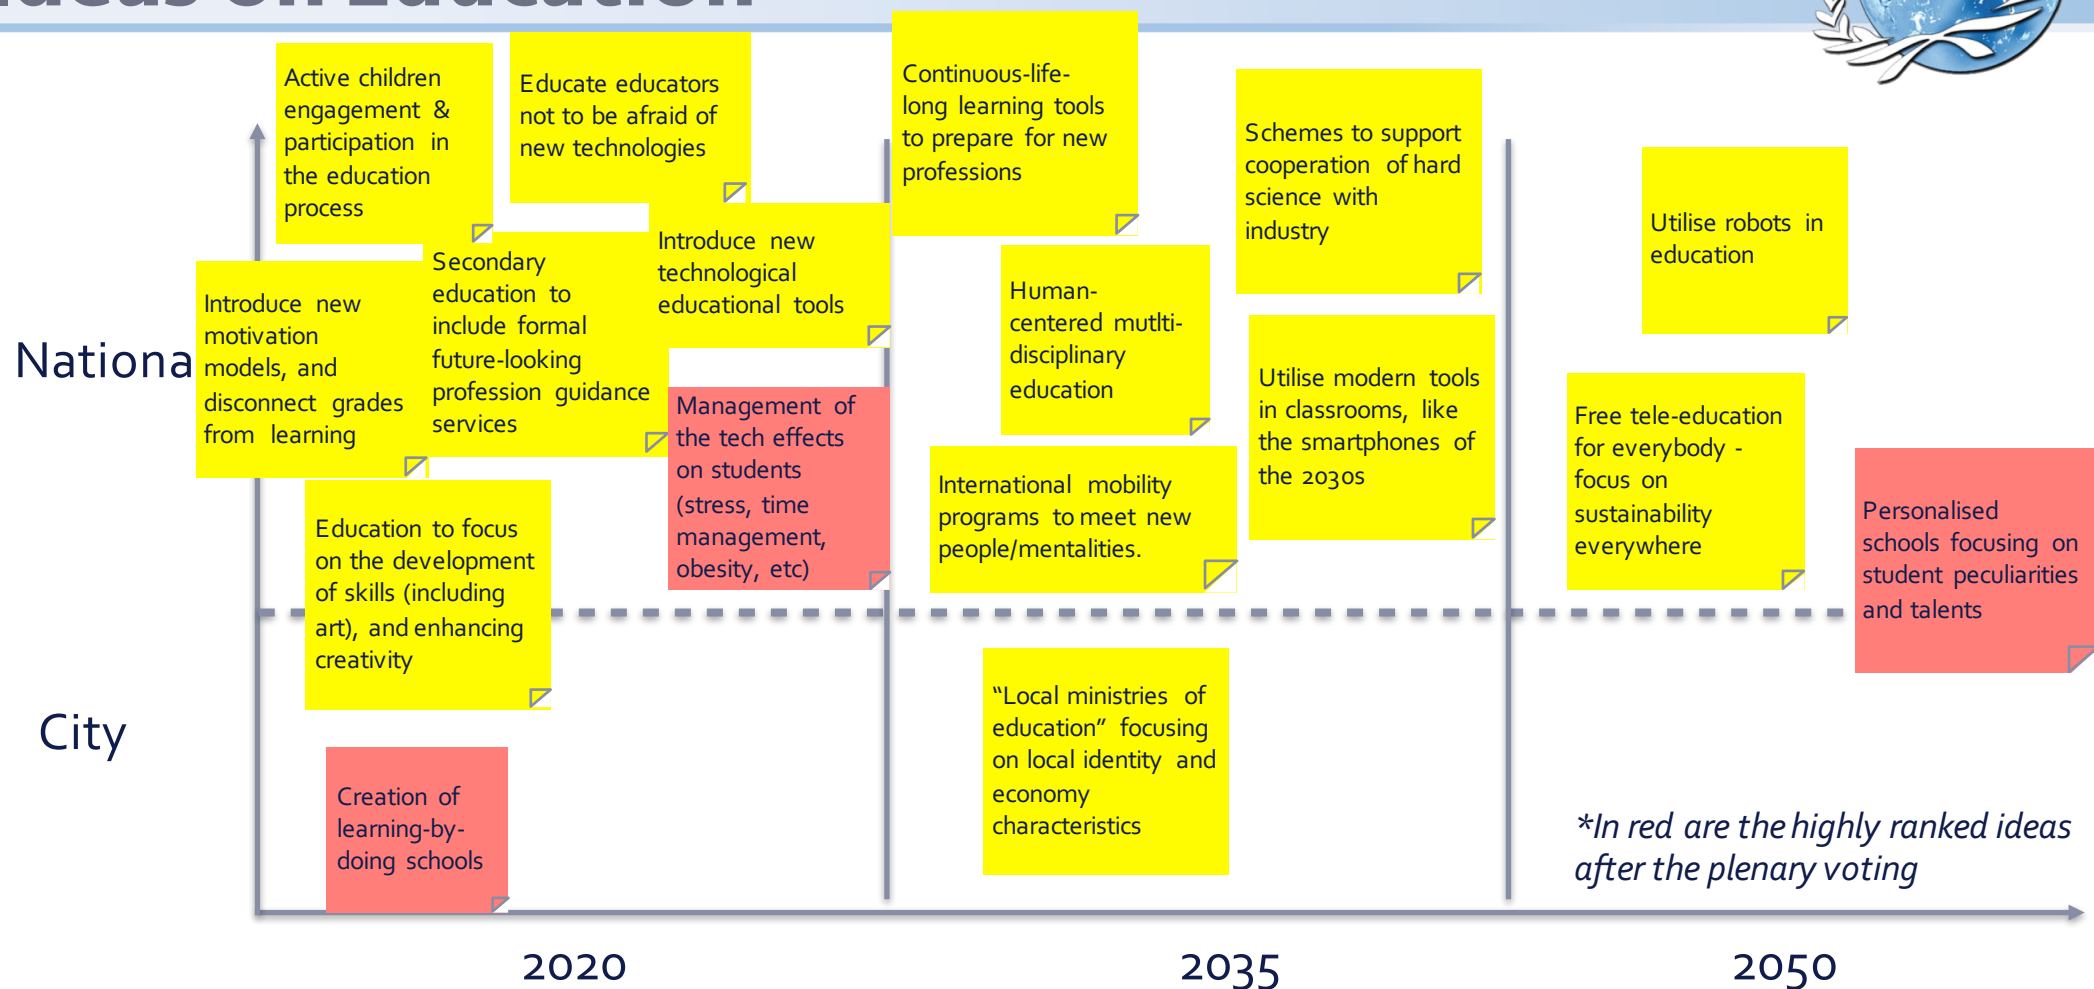 Ideas on Education
Active children
engagement &
participation in
the education
process
Educate educators
not to be afraid of
new technologies
Introduce new
motivation
models, and
disconnect grades
from learning
Secondary
education to
include formal
future-looking
profession guidance
services
Introduce new
technological
educational tools
Management of
the tech effects
on students
(stress, time
management,
obesity, etc)
Education to focus
on the development
of skills (including
art), and enhancing
creativity
Creation of
learning-by-
doing schools
Continuous-life-
long learning tools
to prepare for new
professions
Schemes to support
cooperation of hard
science with
industry
Human-
centered mutlti-
disciplinary
education
Utilise modern tools
in classrooms, like
the smartphones of
the 2030s
International mobility
programs to meet new
people/mentalities.
"Local ministries of
education" focusing
on local identity and
economy
characteristics
Utilise robots in
education
Free tele-education
for everybody -
focus on
sustainability
everywhere
Personalised
schools focusing on
student peculiarities
and talents
Nationa
City
*In red are the highly ranked ideas
after the plenary voting
2020
2035
2050